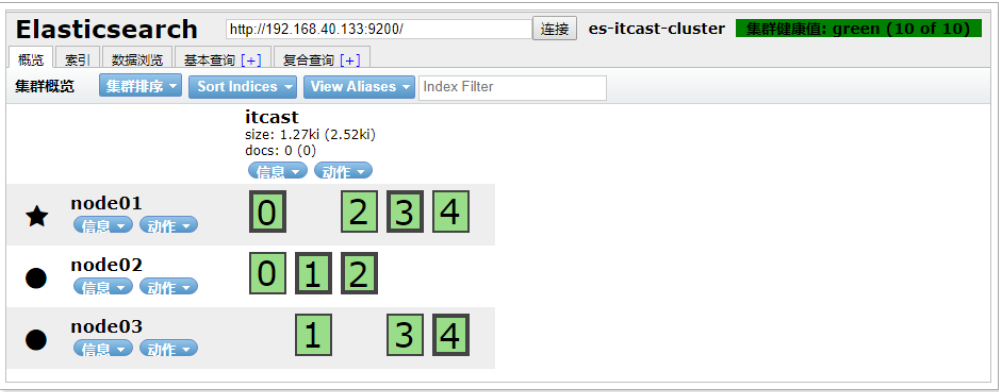 Elasticsearch http://192.168.40.133:9200/ 连接 es-itcast-cluster 集群健康值: green (10 of 10)
概览 索引 数据浏览 基本查询 [+] 复合查询 [+]
集群概览 集群排序 Sort Indices View Aliases Index Filter
itcast
size: 1.27ki (2.52ki)
docs: 0 (0)
信息 动作
node01
信息 动作
0 2 3 4
node02
信息 动作
0 1 2
node03
信息 动作
1 3 4